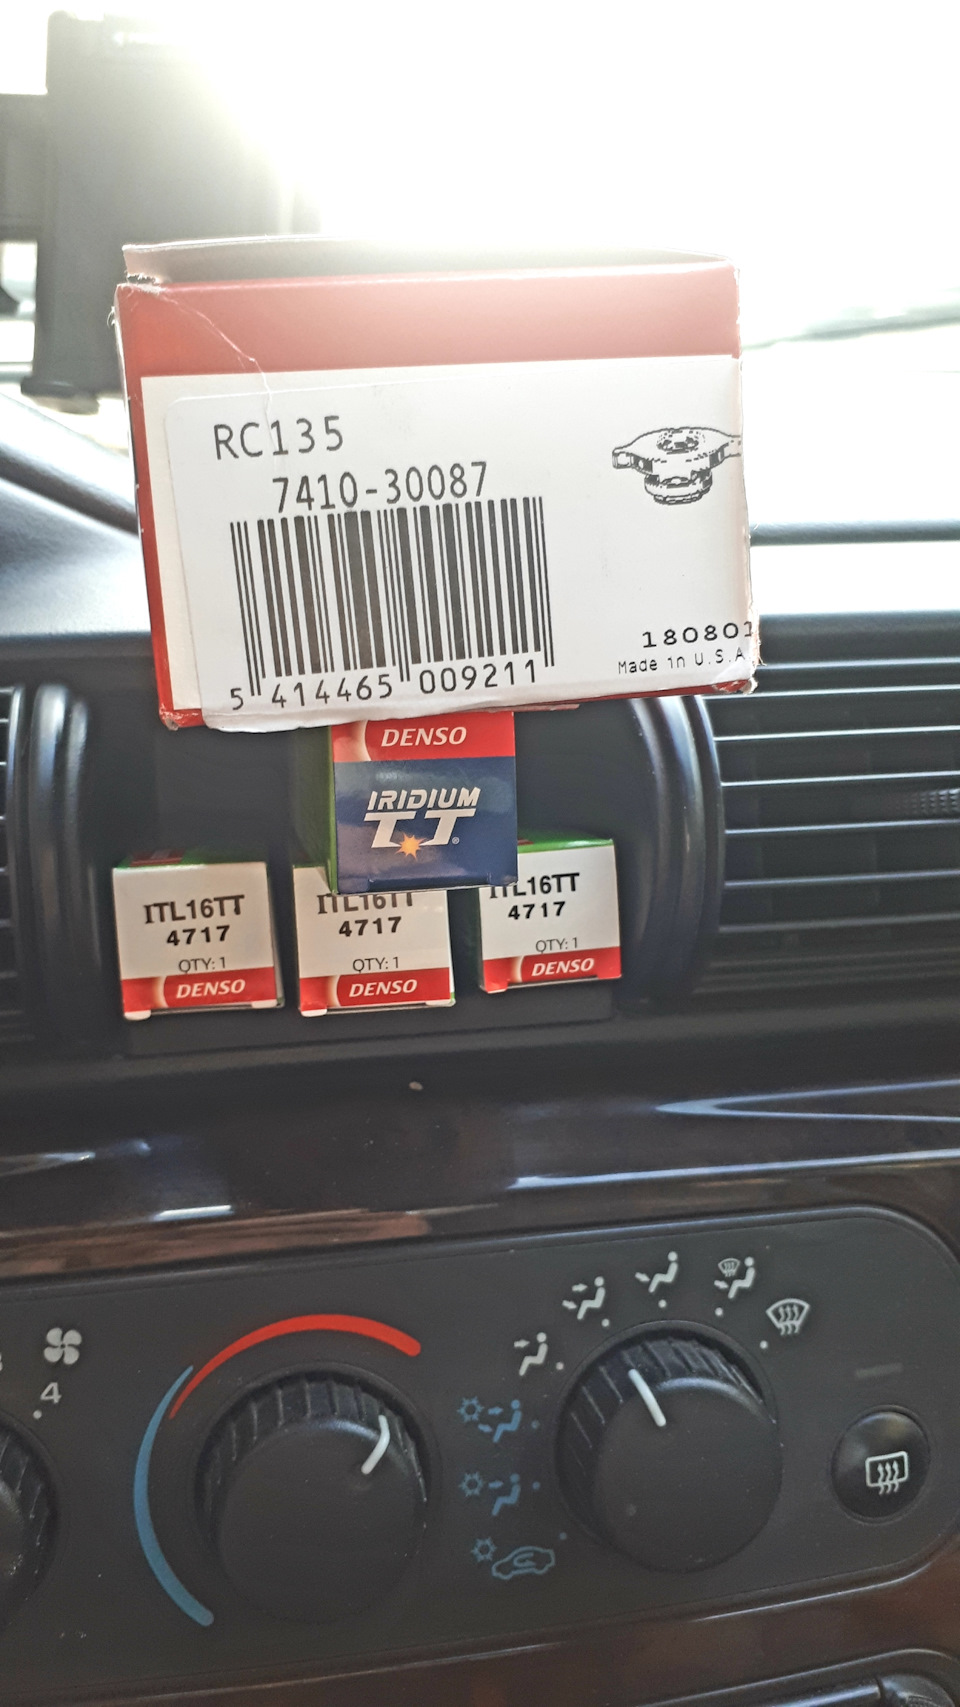 RC135
7410-30087
5 414465 009211
180801
Made in U.S.A
DENSO
IRIDIUM
TT
ITL16TT
4717
QTY: 1
DENSO
ITL16TT
4717
QTY: 1
DENSO
ITL16TT
4717
QTY: 1
DENSO
4